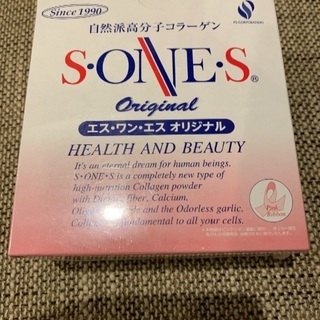 Since 1990
自然派高分子コラーゲン
S·ONE·S®
Original
エス・ワン・エス オリジナル
HEALTH AND BEAUTY
It's an eternal dream for human beings.
S·ONE·S is a completely new type of
high-nutrition Collagen powder
with fiber, Calcium,
and the Odorless garlic.
fundamental to all your cells.
Pink Ribbon